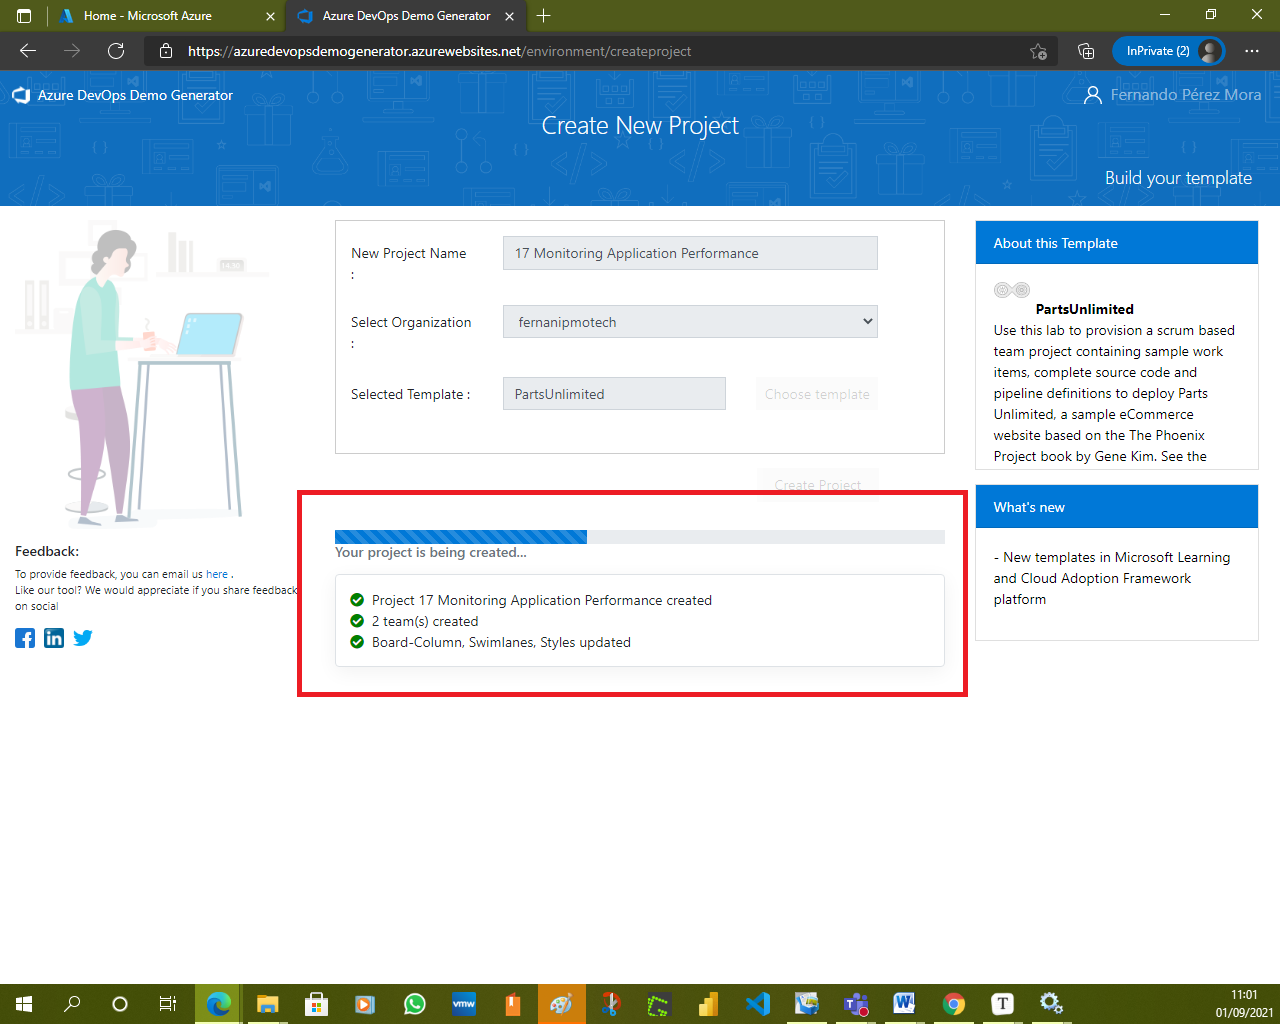 Home - Microsoft Azure
Azure DevOps Demo Generator
https://azuredevopsdemogenerator.azurewebsites.net/environment/createproject
InPrivate (2)
Azure DevOps Demo Generator
Fernando Pérez Mora
Create New Project
Build your template
New Project Name
:
17 Monitoring Application Performance
Select Organization
:
fernanipmotech
Selected Template :
PartsUnlimited
Choose template
Create Project
Your project is being created...
Project 17 Monitoring Application Performance created
2 team(s) created
Board-Column, Swimlanes, Styles updated
About this Template
PartsUnlimited
Use this lab to provision a scrum based
team project containing sample work
items, complete source code and
pipeline definitions to deploy Parts
Unlimited, a sample eCommerce
website based on the The Phoenix
Project book by Gene Kim. See the
What's new
- New templates in Microsoft Learning
and Cloud Adoption Framework
platform
Feedback:
To provide feedback, you can email us here .
Like our tool? We would appreciate if you share feedback
on social
vmw
T
11:01
01/09/2021